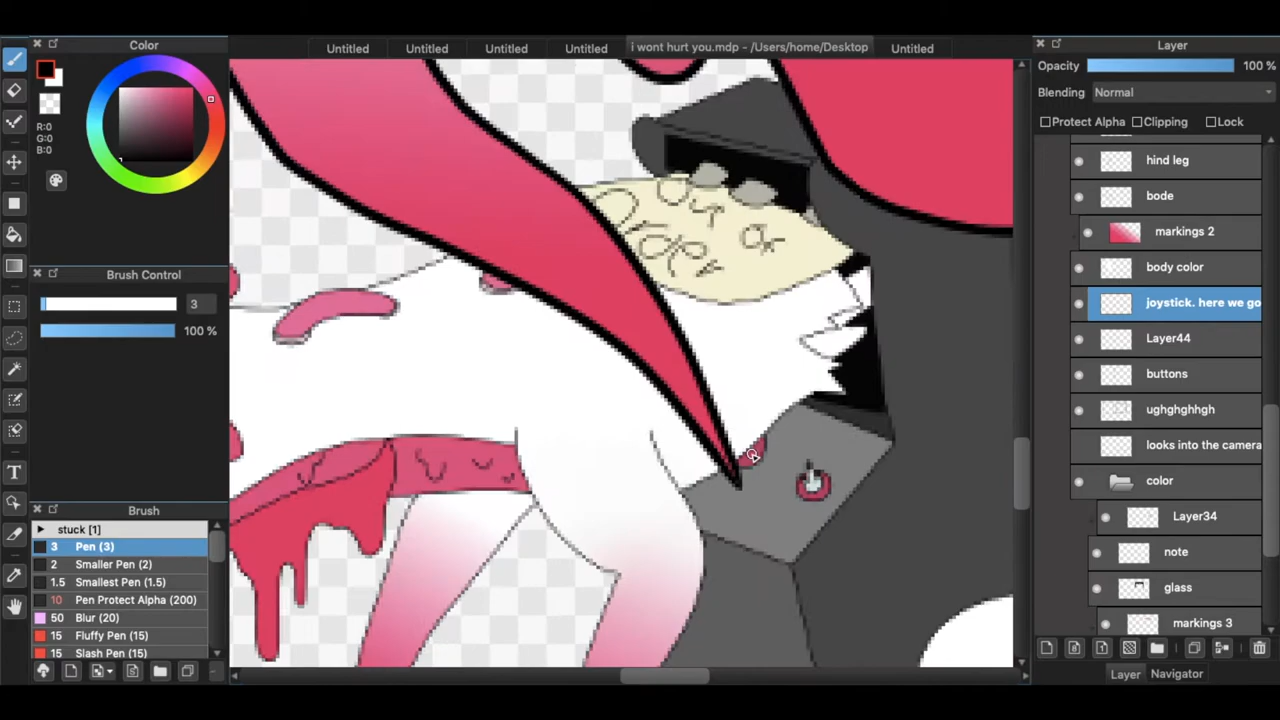 Color
Untitled
Untitled
Untitled
Untitled
i wont hurt you.mdp - /Users/home/Desktop
Untitled
Layer
Opacity
100 %
Blending
Normal
Protect Alpha
Clipping
Lock
R:0
G:0
B:0
Brush Control
3
100 %
Brush
stuck [1]
3 Pen (3)
2 Smaller Pen (2)
1.5 Smallest Pen (1.5)
10 Pen Protect Alpha (200)
50 Blur (20)
15 Fluffy Pen (15)
15 Slash Pen (15)
Out of
Order
hind leg
bode
markings 2
body color
joystick. here we go
Layer44
buttons
ughghghhgh
looks into the camera
color
Layer34
note
glass
markings 3
Layer
Navigator